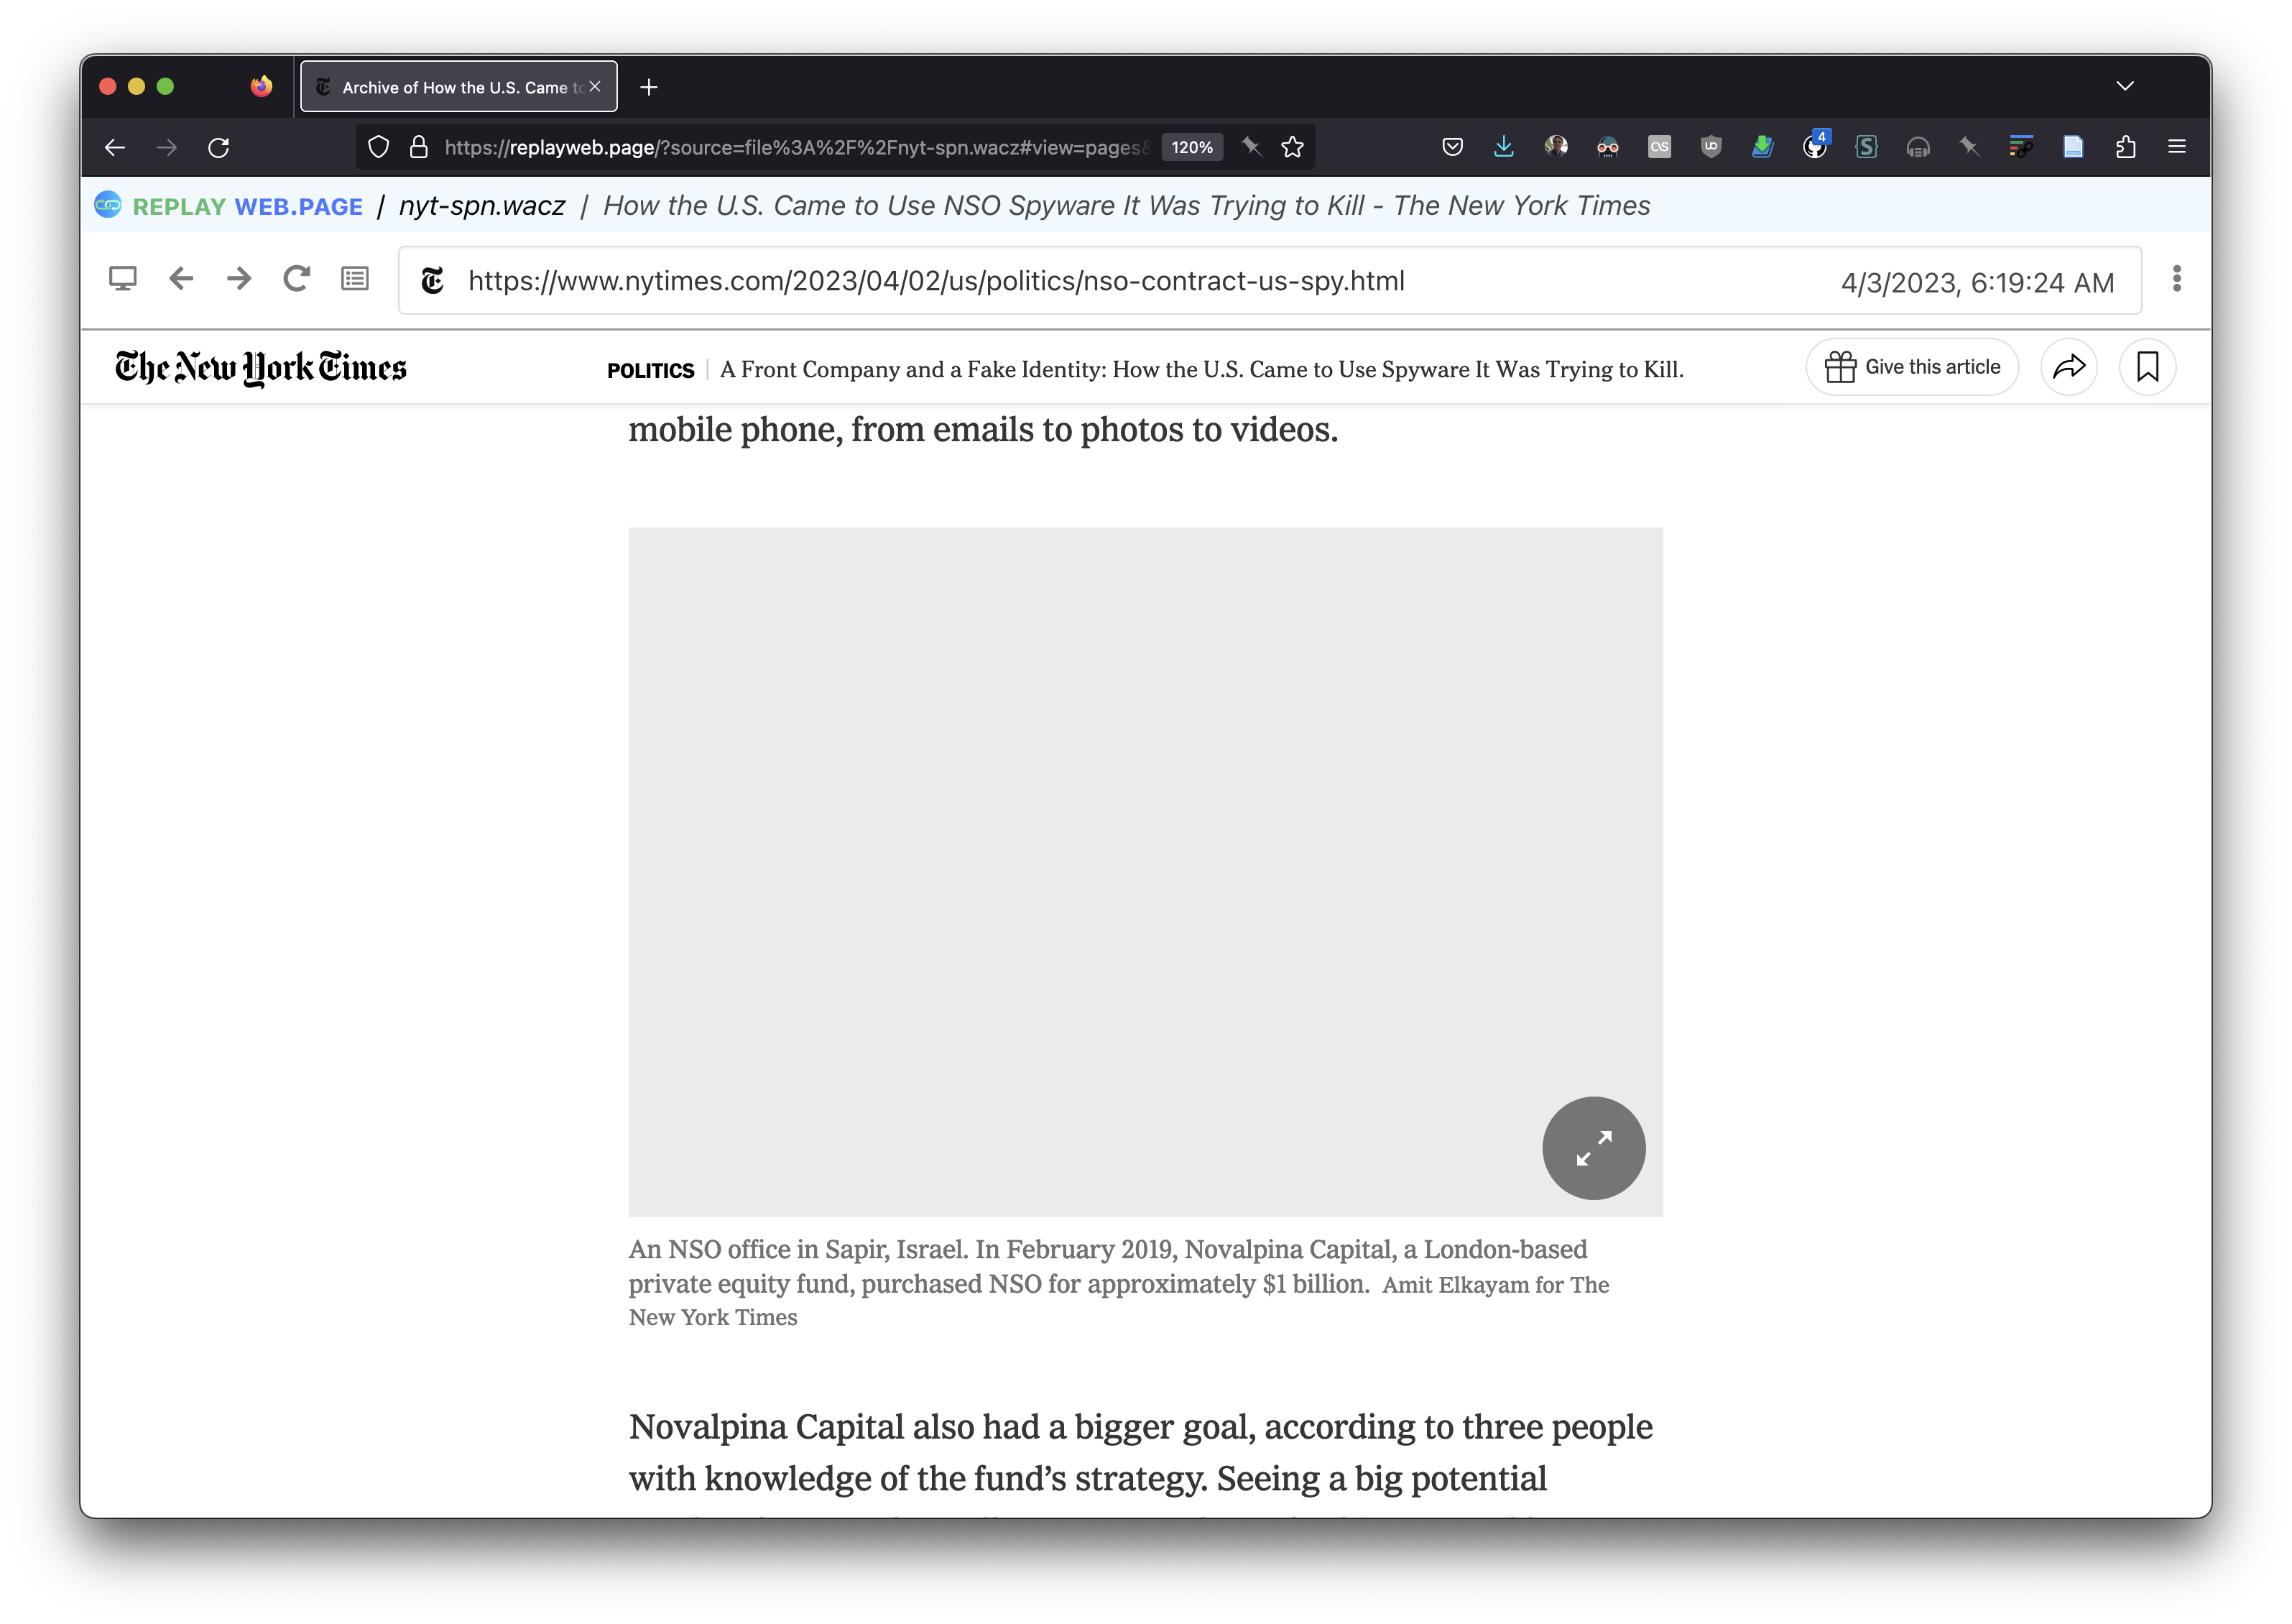 Archive of How the U.S. Came to
https://replayweb.page/?source=file%3A%2F%2Fnyt-spn.wacz#view=pages&
120%
4
REPLAY WEB.PAGE / nyt-spn.wacz / How the U.S. Came to Use NSO Spyware It Was Trying to Kill - The New York Times
https://www.nytimes.com/2023/04/02/us/politics/nso-contract-us-spy.html
4/3/2023, 6:19:24 AM
The New York Times
POLITICS | A Front Company and a Fake Identity: How the U.S. Came to Use Spyware It Was Trying to Kill.
Give this article
mobile phone, from emails to photos to videos.
An NSO office in Sapir, Israel. In February 2019, Novalpina Capital, a London-based
private equity fund, purchased NSO for approximately $1 billion. Amit Elkayam for The
New York Times
Novalpina Capital also had a bigger goal, according to three people
with knowledge of the fund’s strategy. Seeing a big potential